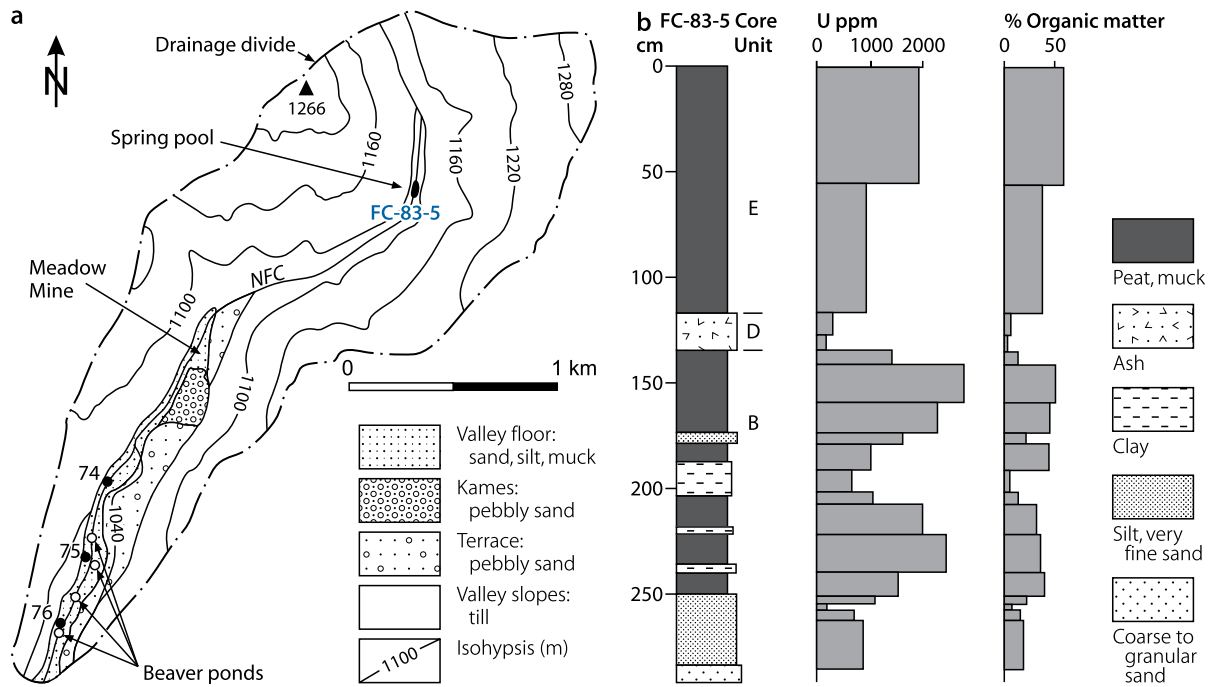 a
N
Drainage divide
1266
Spring pool
1160
1160
1220
1280
FC-83-5
NFC
Meadow
Mine
1100
1100
0 1 km
74
1040
75
76
Beaver ponds
Valley floor:
sand, silt, muck
Kames:
pebbly sand
Terrace:
pebbly sand
Valley slopes:
till
1100
Isohypsis (m)
b FC-83-5 Core
cm Unit
0
50
100
150
200
250
E
D
B
U ppm
0 1000 2000
% Organic matter
0 50
Peat, muck
Ash
Clay
Silt, very
fine sand
Coarse to
granular
sand